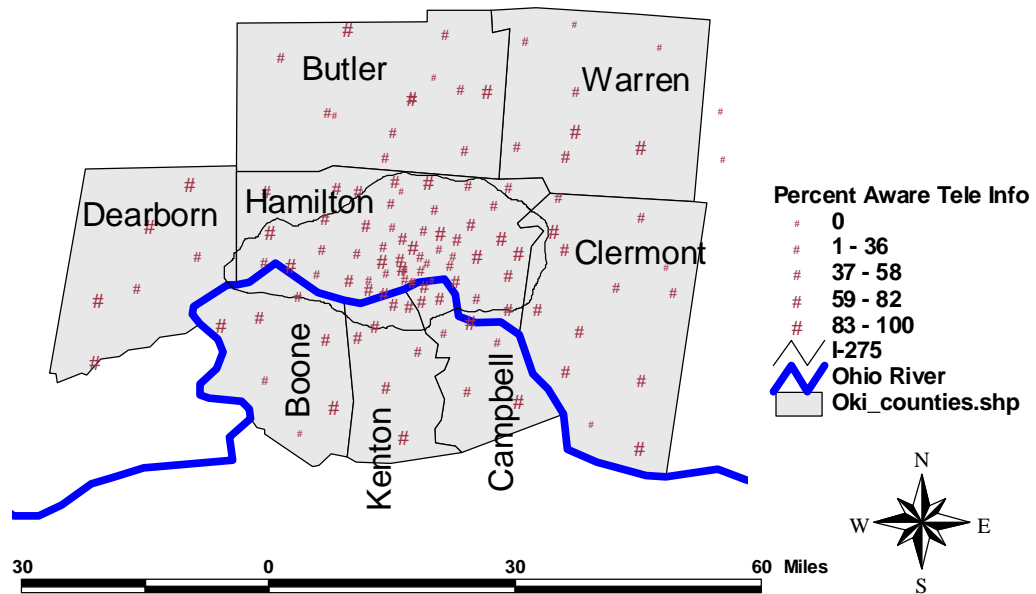 Butler
Warren
Hamilton
Dearborn
Clermont
Boone
Kenton
Campbell
Percent Aware Tele Info
# 0
# 1 - 36
# 37 - 58
# 59 - 82
# 83 - 100
I-275
Ohio River
Oki_counties.shp
N
W E
S
30 0 30 60 Miles